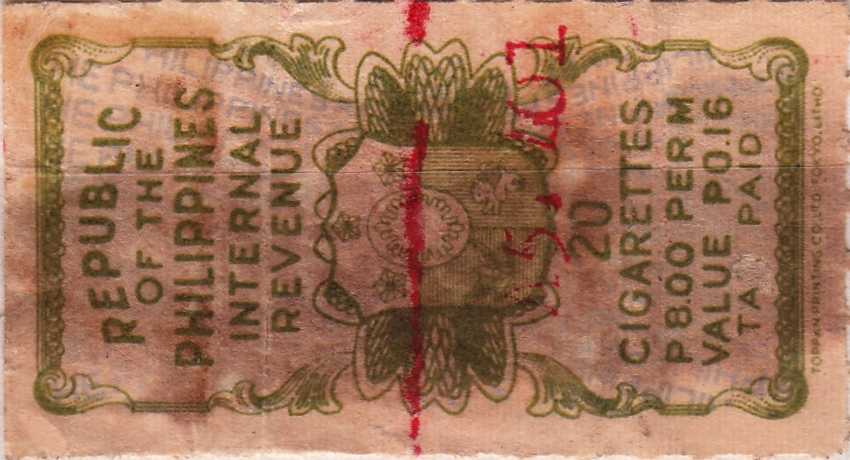 REPUBLIC
OF THE
PHILIPPINES
INTERNAL
REVENUE
20
CIGARETTES
P 8.00 PER M
VALUE P0.16
TA PAID
TOPPAN PRINTING CO. LTD. TOKYO, LITHO.